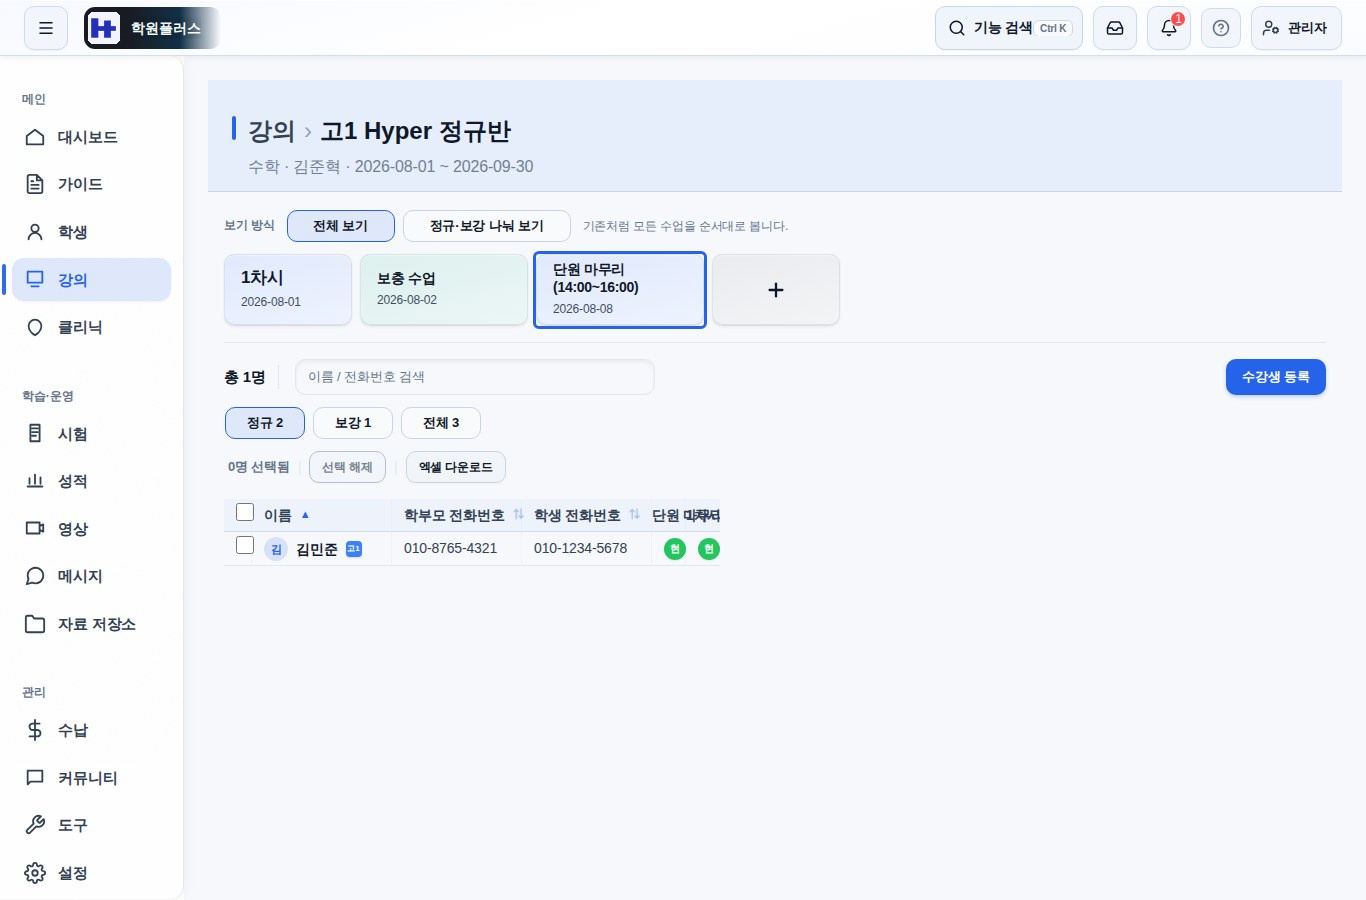 학원플러스
기능 검색 Ctrl K
1
관리자
메인
대시보드
가이드
학생
강의
클리닉
학습·운영
시험
성적
영상
메시지
자료 저장소
관리
수납
커뮤니티
도구
설정
강의 › 고1 Hyper 정규반
수학 · 김준혁 · 2026-08-01 ~ 2026-09-30
보기 방식 전체 보기 정규·보강 나눠 보기 기존처럼 모든 수업을 순서대로 봅니다.
1차시
2026-08-01
보충 수업
2026-08-02
단원 마무리
(14:00~16:00)
2026-08-08
+
총 1명 이름 / 전화번호 검색 수강생 등록
정규 2 보강 1 전체 3
0명 선택됨 선택 해제 엑셀 다운로드
이름 ▲ 학부모 전화번호 학생 전화번호 단원
김 김민준 고1 010-8765-4321 010-1234-5678 현 현